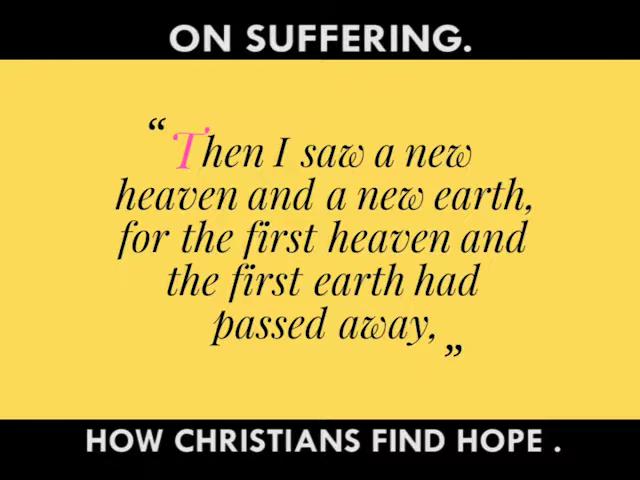 ON SUFFERING.
“Then I saw a new
heaven and a new earth,
for the first heaven and
the first earth had
passed away,”
HOW CHRISTIANS FIND HOPE .